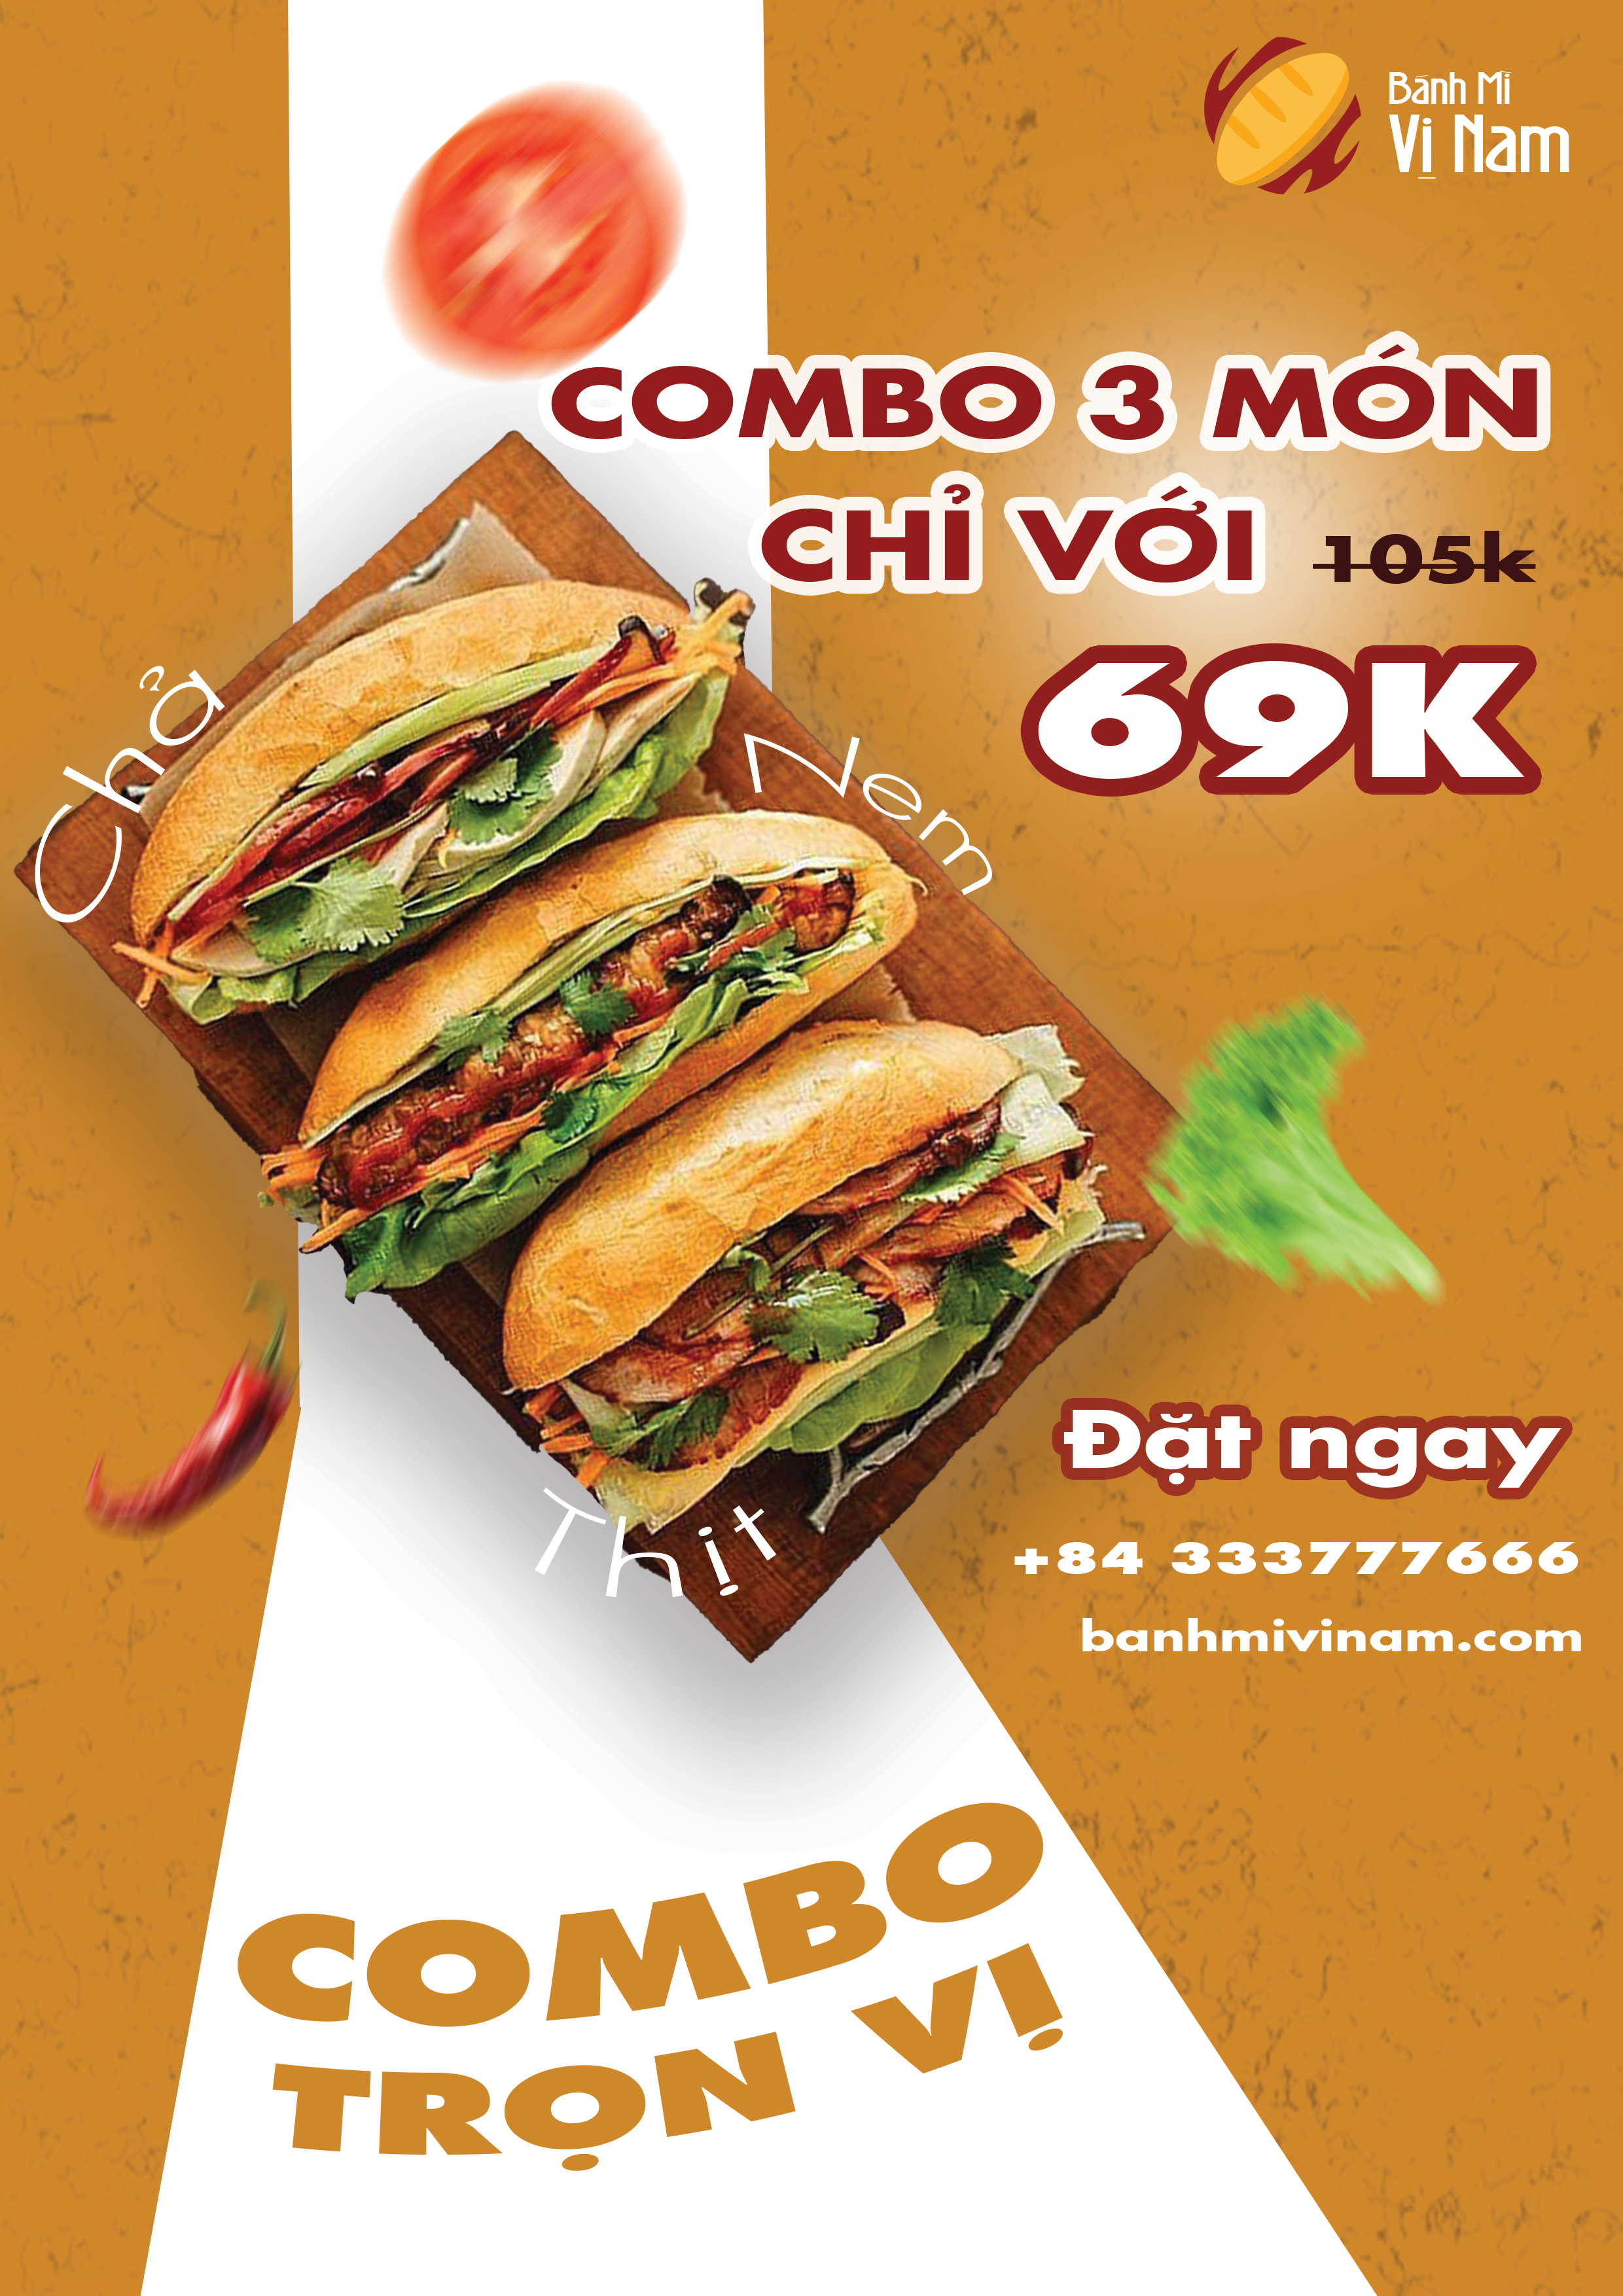 Bánh Mì
Vị Nam
COMBO 3 MÓN
CHỈ VỚI 105k
69K
Chả
Nem
Thịt
Đặt ngay
+84 333777666
banhmivinam.com
COMBO
TRỌN VỊ